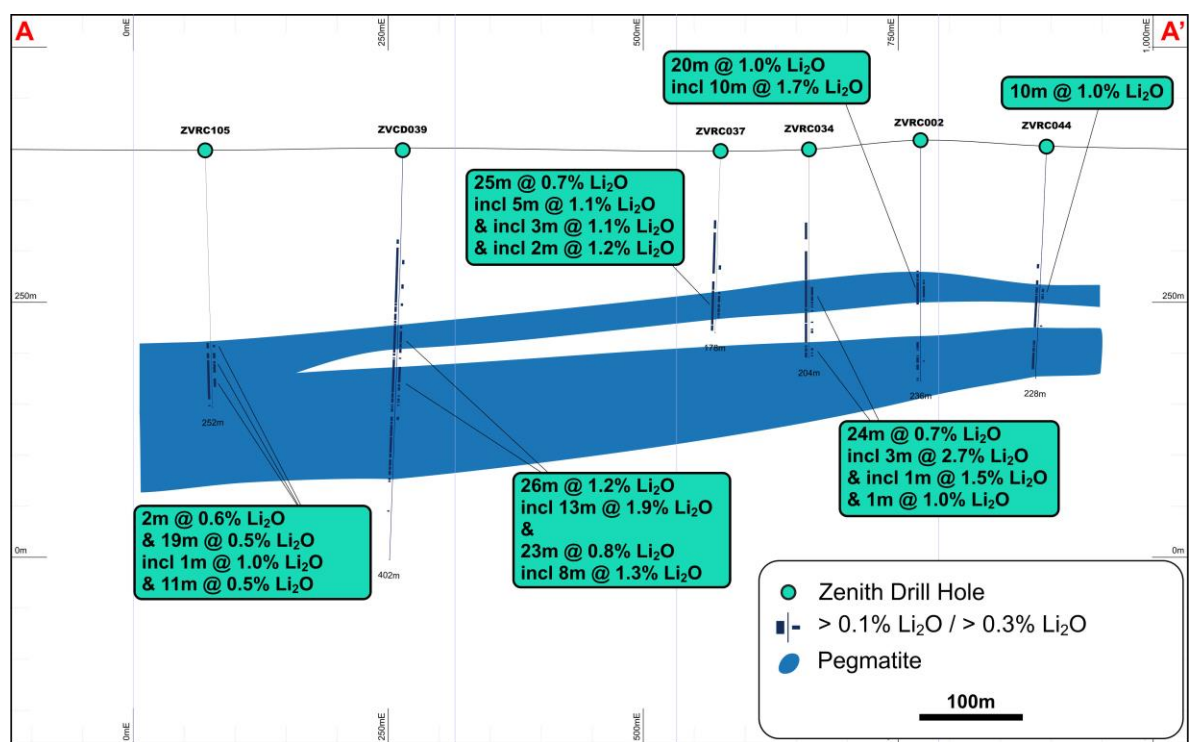 A
A'
0mE
250mE
500mE
750mE
1,000mE
20m @ 1.0% Li₂O
incl 10m @ 1.7% Li₂O
10m @ 1.0% Li₂O
ZVRC105
ZVCD039
ZVRC037
ZVRC034
ZVRC002
ZVRC044
25m @ 0.7% Li₂O
incl 5m @ 1.1% Li₂O
& incl 3m @ 1.1% Li₂O
& incl 2m @ 1.2% Li₂O
250m
250m
178m
204m
236m
228m
252m
24m @ 0.7% Li₂O
incl 3m @ 2.7% Li₂O
& incl 1m @ 1.5% Li₂O
& 1m @ 1.0% Li₂O
26m @ 1.2% Li₂O
incl 13m @ 1.9% Li₂O
&
23m @ 0.8% Li₂O
incl 8m @ 1.3% Li₂O
2m @ 0.6% Li₂O
& 19m @ 0.5% Li₂O
incl 1m @ 1.0% Li₂O
& 11m @ 0.5% Li₂O
0m
0m
402m
Zenith Drill Hole
> 0.1% Li₂O / > 0.3% Li₂O
Pegmatite
100m
0mE
250mE
500mE
750mE